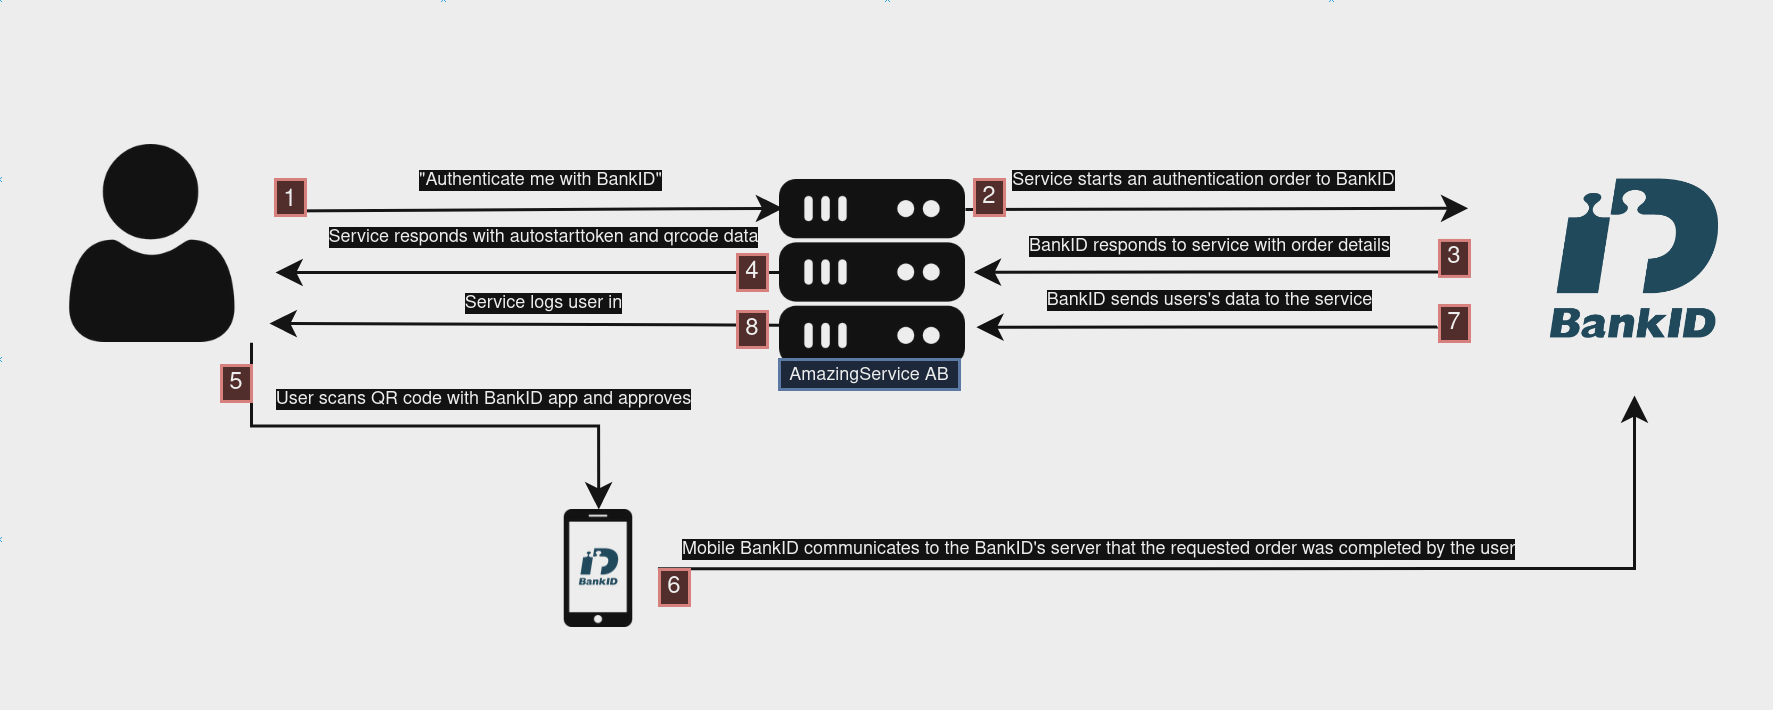 1
"Authenticate me with BankID"
2
Service starts an authentication order to BankID
Service responds with autostarttoken and qrcode data
4
BankID responds to service with order details
3
Service logs user in
8
BankID sends users's data to the service
7
BankID
AmazingService AB
5
User scans QR code with BankID app and approves
BankID
Mobile BankID communicates to the BankID's server that the requested order was completed by the user
6